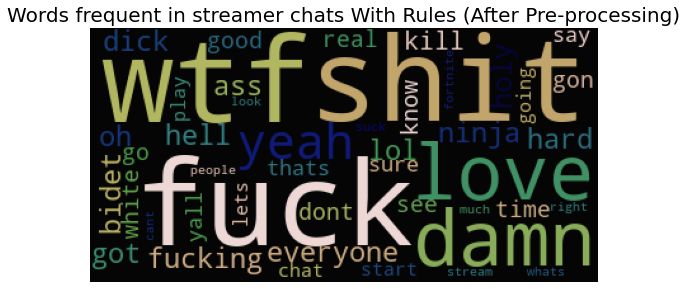 Words frequent in streamer chats With Rules (After Pre-processing)
dick good real kill say
wtf shit
ass play look know fortnite going holy gon
oh hell yeah suck lol ninja hard
go people sure love
bidet white fuck thats
cant yall lets dont see time much right
got fucking everyone damn
chat start stream whats